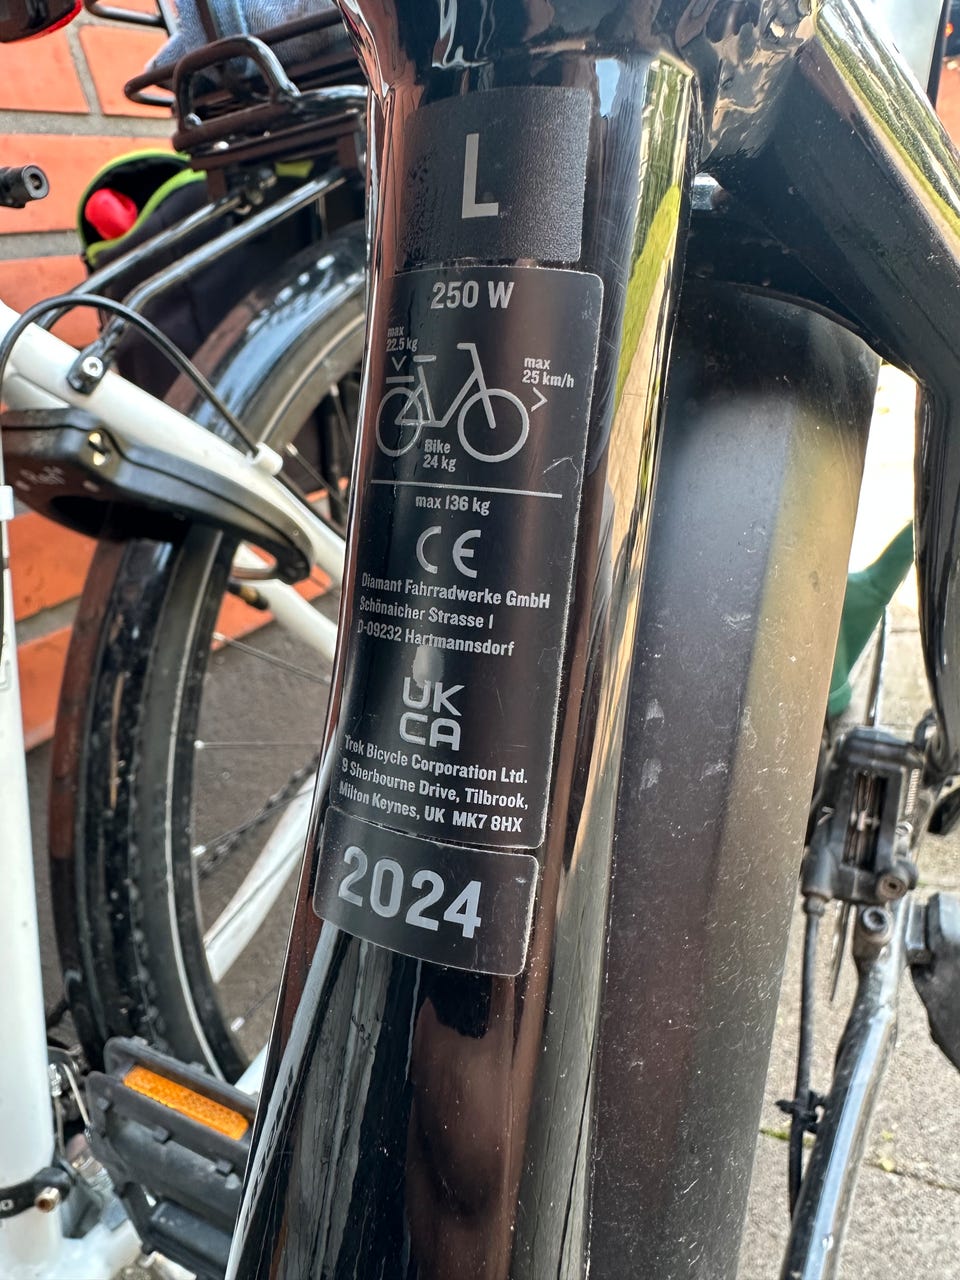 L
250 W
max
22.5 kg
max
25 km/h
Bike
24 kg
max 136 kg
CE
Diamant Fahrradwerke GmbH
Schönaicher Strasse 1
D-09232 Hartmannsdorf
UK
CA
Trek Bicycle Corporation Ltd.
9 Sherbourne Drive, Tilbrook,
Milton Keynes, UK MK7 8HX
2024